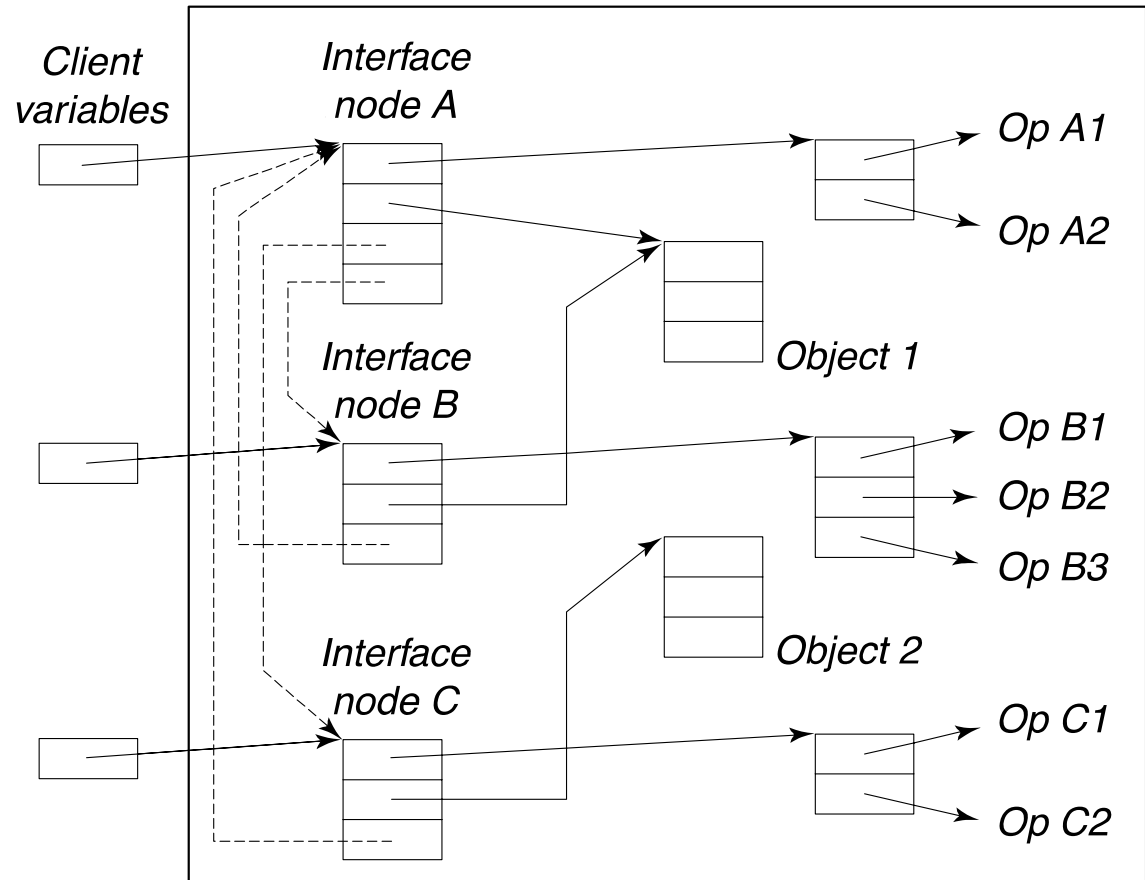 Client
variables
Interface
node A
Op A1
Op A2
Object 1
Interface
node B
Op B1
Op B2
Op B3
Object 2
Interface
node C
Op C1
Op C2